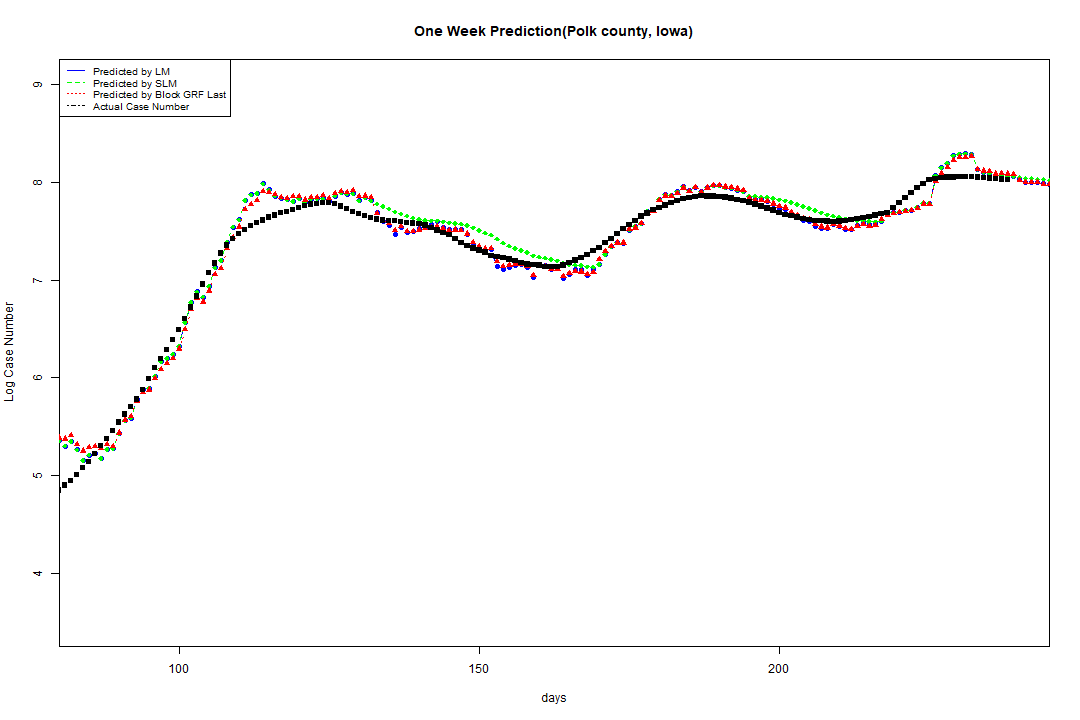 One Week Prediction(Polk county, Iowa)
Predicted by LM
Predicted by SLM
Predicted by Block GRF Last
Actual Case Number
9
8
7
6
5
4
Log Case Number
100 150 200
days